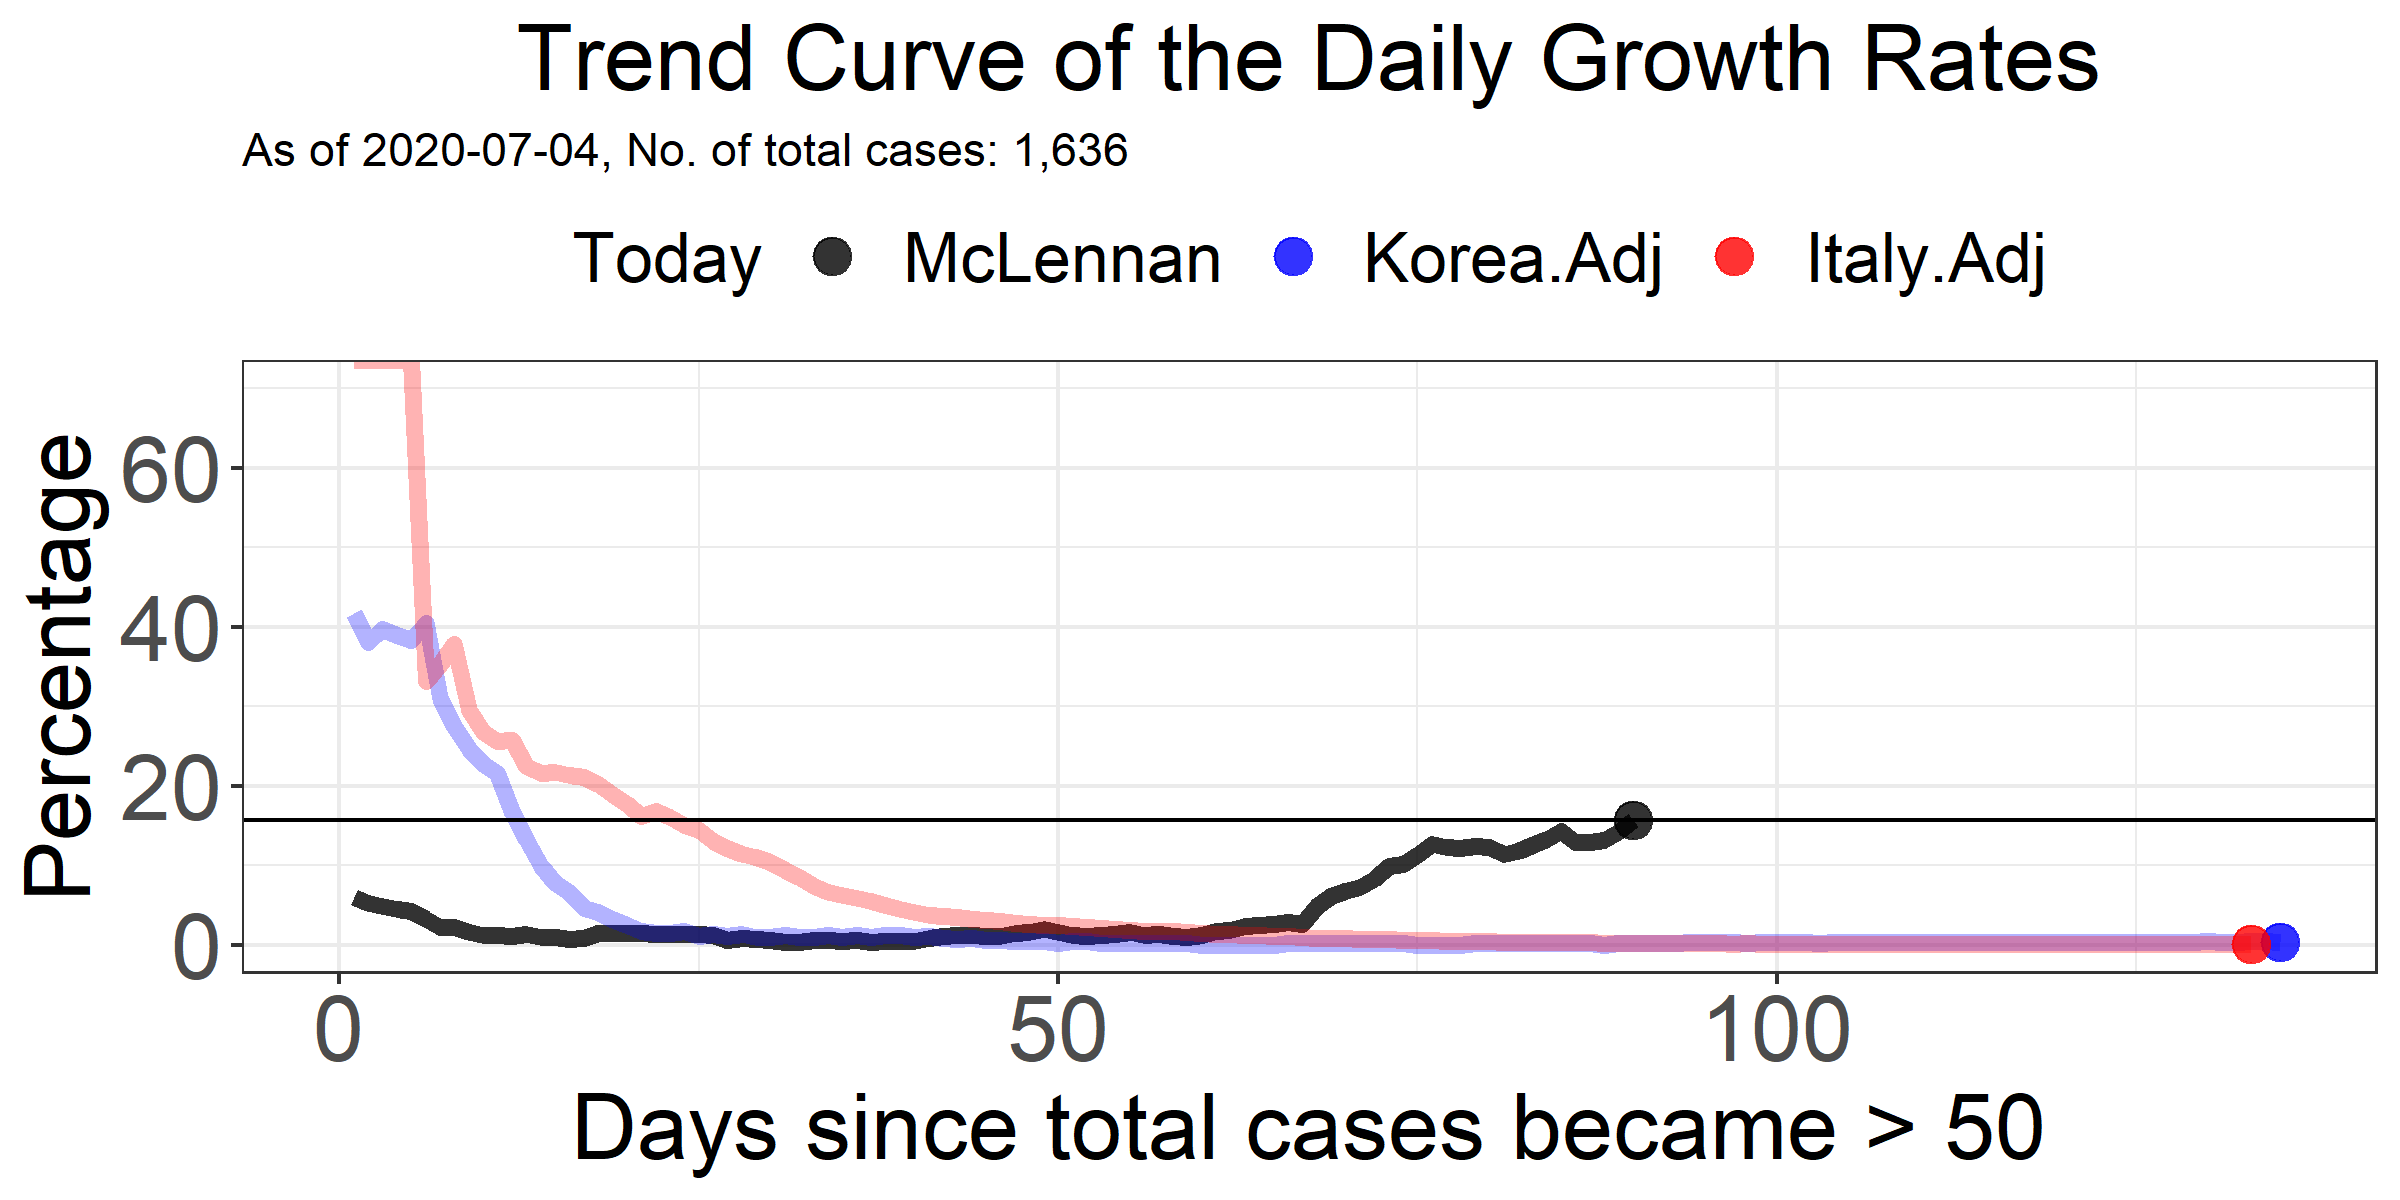 Trend Curve of the Daily Growth Rates
As of 2020-07-04, No. of total cases: 1,636
Today McLennan Korea.Adj Italy.Adj
Percentage
60
40
20
0
0 50 100
Days since total cases became > 50